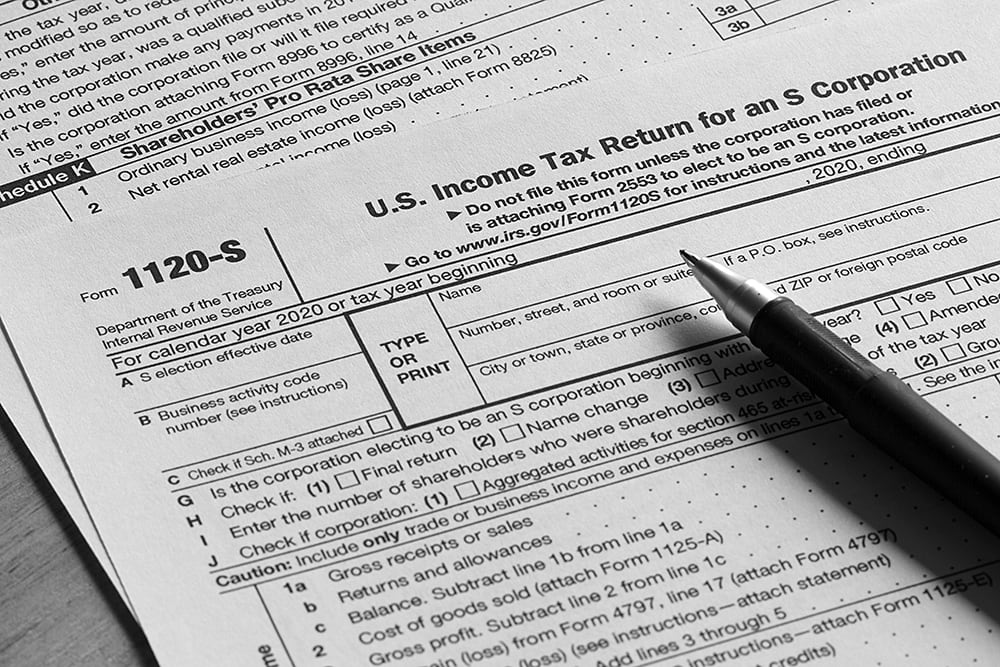 the tax year,
modified so as to rede
"Yes," enter the amount of princ
the tax year, was a qualified sub
the corporation make any payments in 20
"Yes," did the corporation file or will it file required
Is the corporation attaching Form 8996 to certify as a Qual
If "Yes," enter the amount from Form 8996, line 14
3a
3b
hedule K
Shareholders' Pro Rata Share Items
1 Ordinary business income (loss) (page 1, line 21)
2 Net rental real estate income (loss) (attach Form 8825)
income (loss)
Form 1120-S
Department of the Treasury
Internal Revenue Service
U.S. Income Tax Return for an S Corporation
▶ Do not file this form unless the corporation has filed or
is attaching Form 2553 to elect to be an S corporation.
▶ Go to www.irs.gov/Form1120S for instructions and the latest information
For calendar year 2020 or tax year beginning , 2020, ending
A S election effective date
B Business activity code
number (see instructions)
C Check if Sch. M-3 attached
TYPE
OR
PRINT
Name
Number, street, and room or suite If a P.O. box, see instructions.
City or town, state or province, co and ZIP or foreign postal code
G Is the corporation electing to be an S corporation beginning with year? Yes No
H Check if: (1) Final return (2) Name change (3) Addre ge (4) Amended
I Enter the number of shareholders who were shareholders during of the tax year
J Check if corporation: (1) Aggregated activities for section 465 at-ris (2) Grou
Caution: Include only trade or business income and expenses on lines 1a See the in
1a Gross receipts or sales
b Returns and allowances
c Balance. Subtract line 1b from line 1a
2 Cost of goods sold (attach Form 1125-A)
Gross profit. Subtract line 2 from line 1c
(loss) from Form 4797, line 17 (attach Form 4797)
(loss) (see instructions—attach statement)
Add lines 3 through 5
instructions—attach Form 1125-E)
credits)